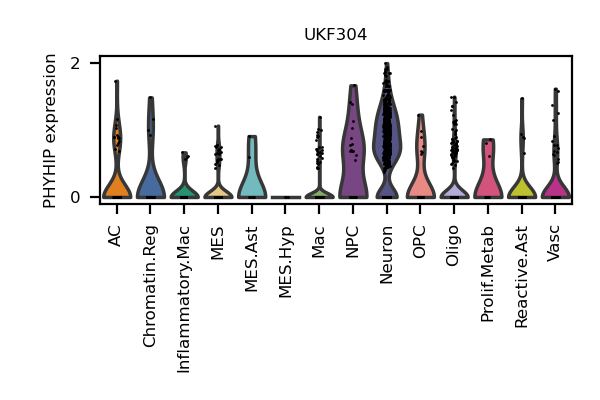 UKF304
PHYHIP expression
2
0
AC
Chromatin.Reg
Inflammatory.Mac
MES
MES.Ast
MES.Hyp
Mac
NPC
Neuron
OPC
Oligo
Prolif.Metab
Reactive.Ast
Vasc